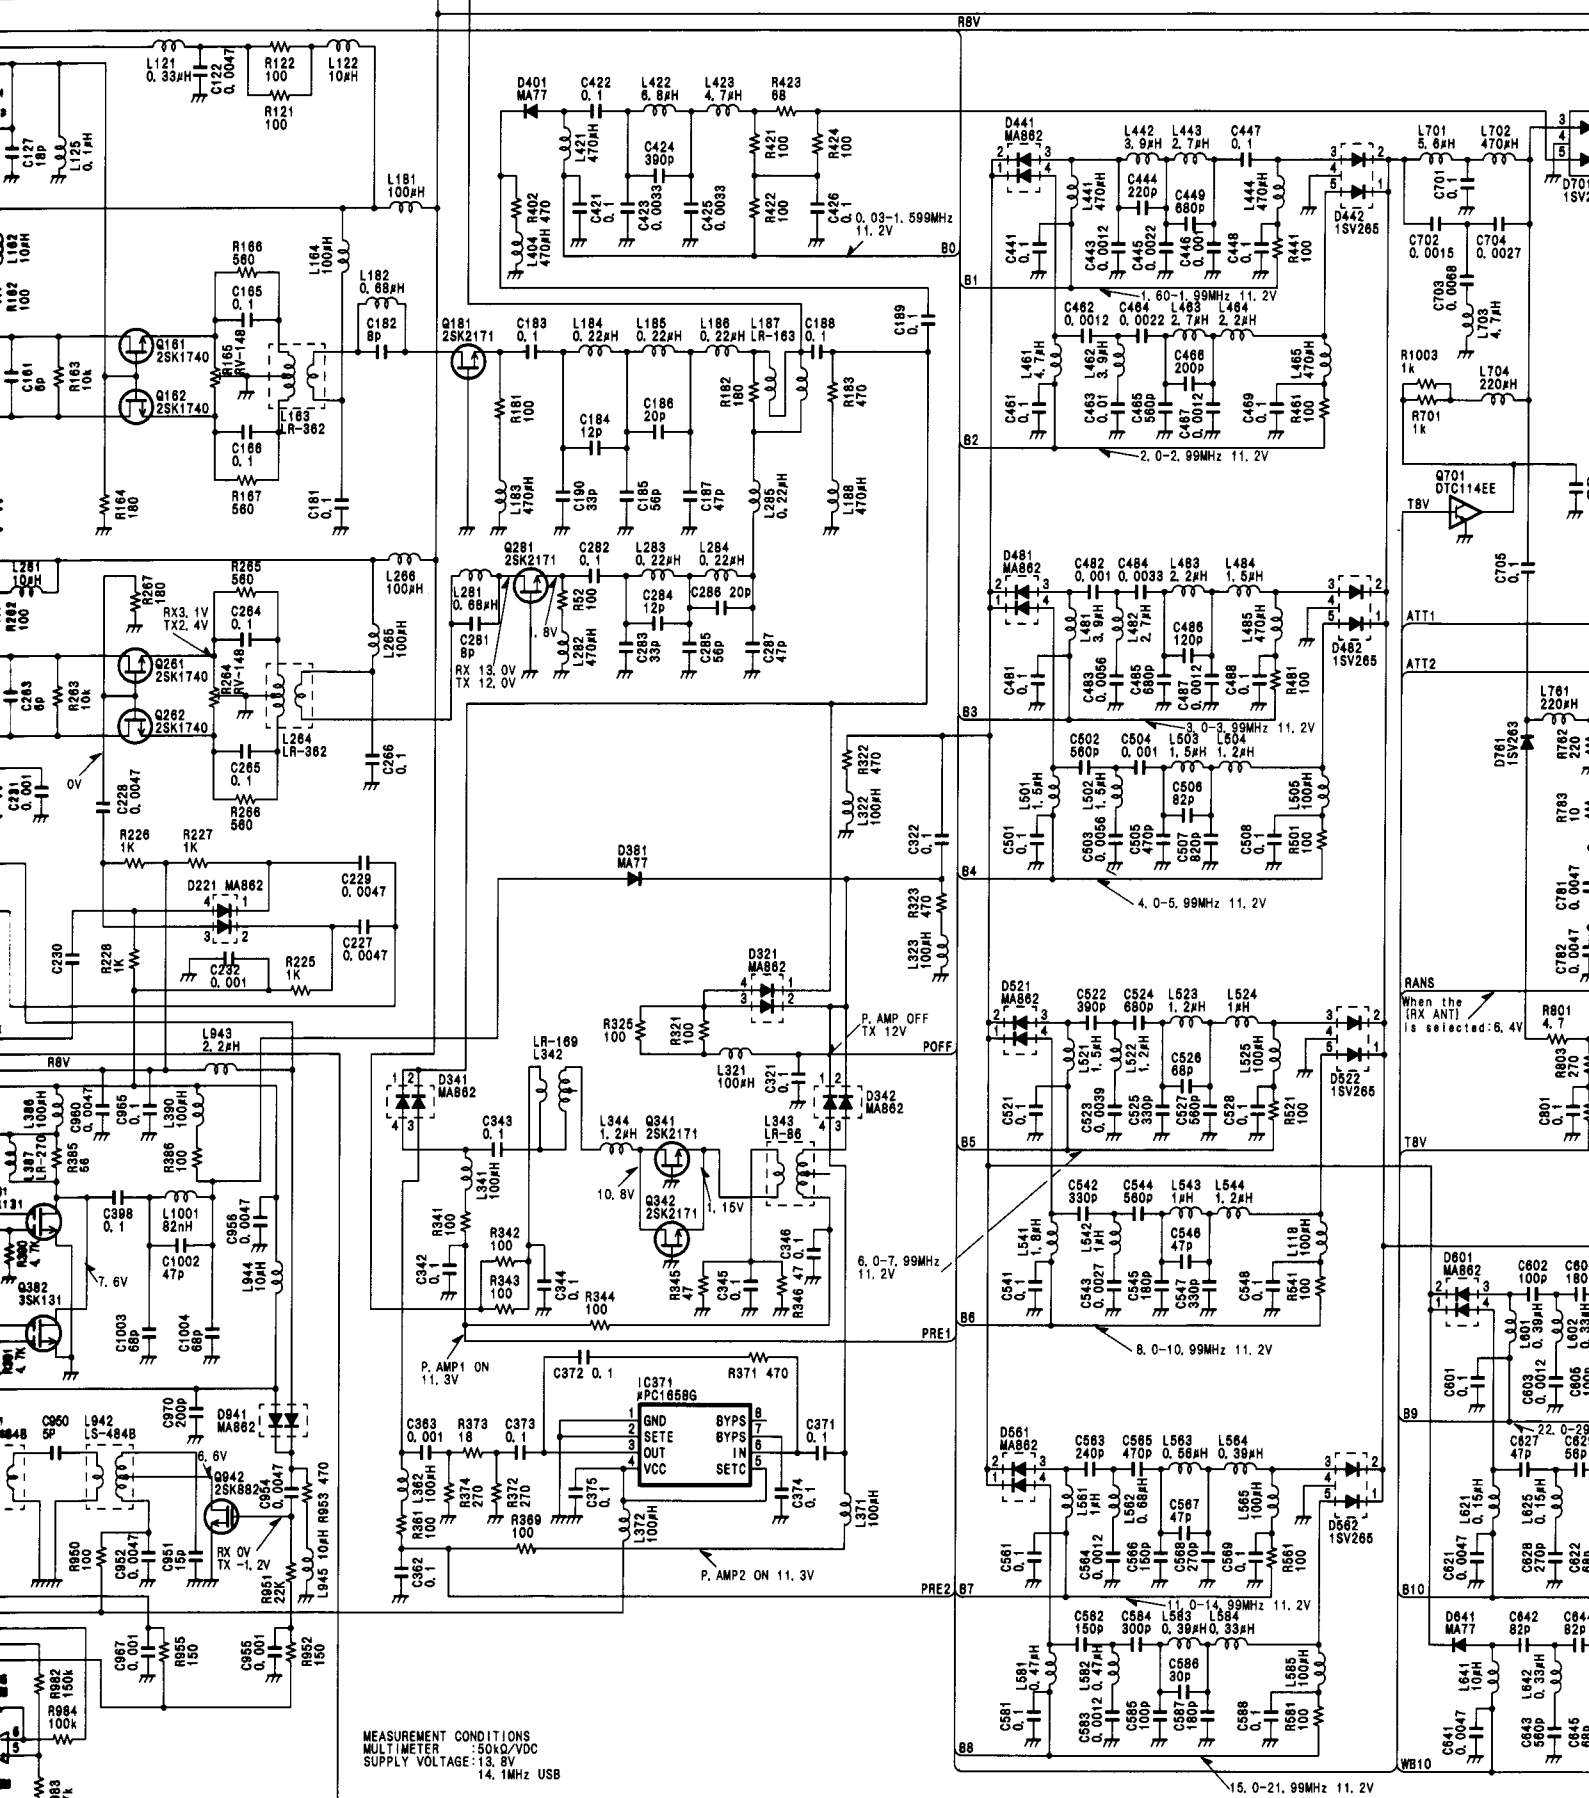 R8V
L121
0.33µH
C122
0.0047
R122
100
R121
100
L122
10µH
C127
18p
L125
0.1µH
L181
100µH
L162
10µH
R162
100
R166
560
C165
0.1
L164
100µH
L182
0.68µH
C182
8p
Q161
2SK1740
R165
RV-148
C161
6p
R163
10k
Q162
2SK1740
L163
LR-362
C166
0.1
R167
560
R164
180
C181
0.1
D401
MA77
C422
0.1
L422
6.8µH
L423
4.7µH
R423
68
L421
470µH
C424
390p
R421
100
R424
100
R402
470
L404
470µH
C421
0.1
C423
0.0033
C425
0.0033
R422
100
C426
0.1
0.03-1.599MHz
11.2V
B0
Q181
2SK2171
C183
0.1
L184
0.22µH
L185
0.22µH
L186
0.22µH
L187
LR-163
C188
0.1
C189
0.1
R181
100
C184
12p
C186
20p
R182
180
R183
470
L183
470µH
C190
33p
C185
56p
C187
47p
L285
0.22µH
L188
470µH
Q281
2SK2171
C282
0.1
L283
0.22µH
L284
0.22µH
L281
0.68µH
C281
8p
R52
100
1.8V
L282
470µH
C284
12p
C286 20p
C283
33p
C285
56p
C287
47p
RX 13.0V
TX 12.0V
L261
10µH
R262
100
R267
180
R265
560
L266
100µH
RX3.1V
TX2.4V
C264
0.1
L265
100µH
Q261
2SK1740
R264
RV-148
C263
6p
R263
10k
Q262
2SK1740
L264
LR-362
C265
0.1
C266
0.1
R266
560
0V
C231
0.001
C228
0.0047
R226
1K
R227
1K
D221 MA862
C229
0.0047
C227
0.0047
C230
R228
1K
C232
0.001
R225
1K
L943
2.2µH
R8V
L386
100µH
C960
0.0047
C965
0.1
L390
100µH
L387
LR-270
R385
56
R386
100
C398
0.1
L1001
82nH
C1002
47p
C956
0.0047
L944
10µH
R390
4.7K
7.6V
Q382
3SK131
C1003
68p
C1004
68p
R391
4.7K
C950
5P
L942
LS-484B
C970
200p
D941
MA862
6.6V
Q942
2SK882
C954
0.0047
R953 470
R950
100
C952
0.0047
C951
15p
RX 0V
TX -1.2V
R951
22K
L945 10µH
C967
0.001
R955
150
C955
0.001
R952
150
R982
150k
R984
100k
D381
MA77
R322
470
L322
100µH
C322
0.1
R323
470
L323
100µH
D321
MA862
R325
100
R321
100
L321
100µH
C321
0.1
P.AMP OFF
TX 12V
POFF
LR-169
L342
D341
MA862
D342
MA862
C343
0.1
L344
1.2µH
Q341
2SK2171
L343
LR-86
L341
100µH
10.8V
Q342
2SK2171
1.15V
R341
100
C342
0.1
R342
100
R343
100
C344
0.1
R344
100
R345
47
C345
0.1
R346 47
C346
0.1
6.0-7.99MHz
11.2V
PRE1
P.AMP1 ON
11.3V
C372 0.1
R371 470
IC371
µPC1658G
1 GND
2 SETE
3 OUT
4 VCC
BYPS 8
BYPS 7
IN 6
SETC 5
C363
0.001
R373
18
C373
0.1
C371
0.1
L362
100µH
R374
270
R372
270
C375
0.1
C374
0.1
R361
100
R369
100
L372
100µH
L371
100µH
C362
0.1
P.AMP2 ON 11.3V
PRE2
MEASUREMENT CONDITIONS
MULTIMETER :50kΩ/VDC
SUPPLY VOLTAGE:13.8V
14.1MHz USB
D441
MA862
L442
3.9µH
L443
2.7µH
C447
0.1
L441
470µH
C444
220p
C449
680p
L444
470µH
D442
1SV265
C441
0.1
C443
0.0012
C445
0.0022
C446
0.001
C448
0.1
R441
100
B1
1.60-1.99MHz 11.2V
C462
0.0012
C464
0.0022
L463
2.7µH
L464
2.2µH
L461
4.7µH
L462
3.9µH
C466
200p
L465
470µH
C461
0.1
C463
0.01
C465
560p
C467
0.0012
C469
0.1
R461
100
B2
2.0-2.99MHz 11.2V
D481
MA862
C482
0.001
C484
0.0033
L483
2.2µH
L484
1.5µH
L481
3.9µH
L482
2.7µH
C486
120p
L485
470µH
D482
1SV265
C481
0.1
C483
0.0056
C485
680p
C487
0.0012
C488
0.1
R481
100
B3
3.0-3.99MHz 11.2V
C502
560p
C504
0.001
L503
1.5µH
L504
1.2µH
L501
1.5µH
L502
1.5µH
C506
82p
L505
100µH
C501
0.1
C503
0.0056
C505
470p
C507
820p
C508
0.1
R501
100
B4
4.0-5.99MHz 11.2V
D521
MA862
C522
390p
C524
680p
L523
1.2µH
L524
1µH
L521
1.5µH
L522
1.2µH
C526
68p
L525
100µH
D522
1SV265
C521
0.1
C523
0.0039
C525
330p
C527
560p
C528
0.1
R521
100
B5
C542
330p
C544
560p
L543
1µH
L544
1.2µH
L541
1.8µH
L542
1µH
C546
47p
L118
100µH
C541
0.1
C543
0.0027
C545
180p
C547
330p
C548
0.1
R541
100
B6
8.0-10.99MHz 11.2V
D561
MA862
C563
240p
C565
470p
L563
0.56µH
L564
0.39µH
L561
1µH
L562
0.68µH
C567
47p
L565
100µH
D562
1SV265
C561
0.1
C564
0.0012
C566
150p
C568
270p
C569
0.1
R561
100
B7
11.0-14.99MHz 11.2V
C582
150p
C584
300p
L583
0.39µH
L584
0.33µH
L581
0.47µH
L582
0.47µH
C586
30p
L585
100µH
C581
0.1
C583
0.0012
C585
100p
C587
180p
C588
0.1
R581
100
B8
15.0-21.99MHz 11.2V
L701
5.6µH
L702
470µH
C701
0.1
D701
C702
0.0015
C704
0.0027
C703
0.0068
L703
4.7µH
R1003
1k
L704
220µH
R701
1k
Q701
DTC114EE
T8V
C705
0.1
ATT1
ATT2
L761
220µH
D761
1SV263
R782
220
R783
10
C781
0.0047
C782
0.0047
RANS
When the
[RX ANT]
is selected:6.4V
R801
4.7
R803
270
C801
0.1
T8V
D601
MA862
C602
100p
L601
0.39µH
L602
0.33µH
C601
0.1
C603
0.0012
C605
B9
C627
47p
56p
L621
0.15µH
L625
0.15µH
C621
0.0047
C628
270p
C622
68p
B10
D641
MA77
C642
82p
C644
82p
L641
10µH
L642
0.33µH
C641
0.0047
C643
560p
C645
68p
WB10